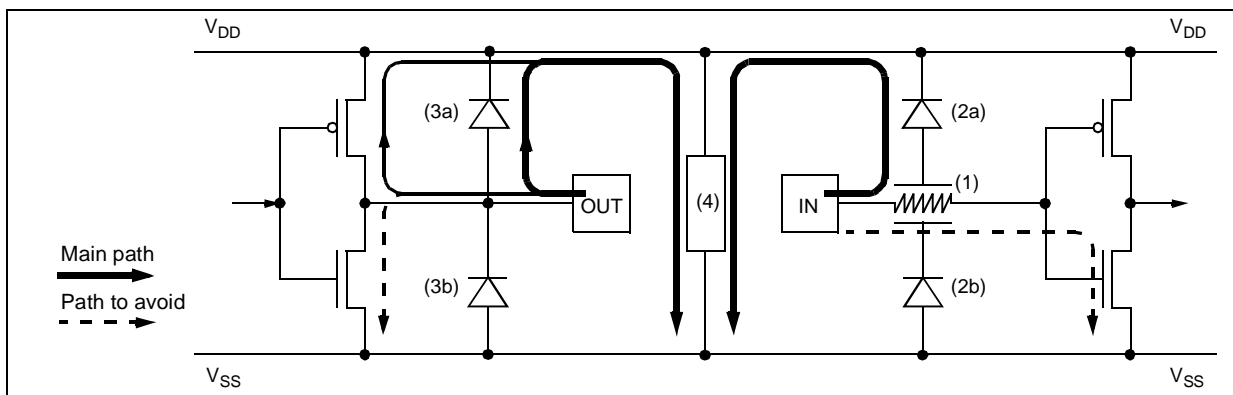 VDD
VDD
(3a)
(2a)
(1)
OUT
(4)
IN
Main path
(3b)
(2b)
Path to avoid
VSS
VSS